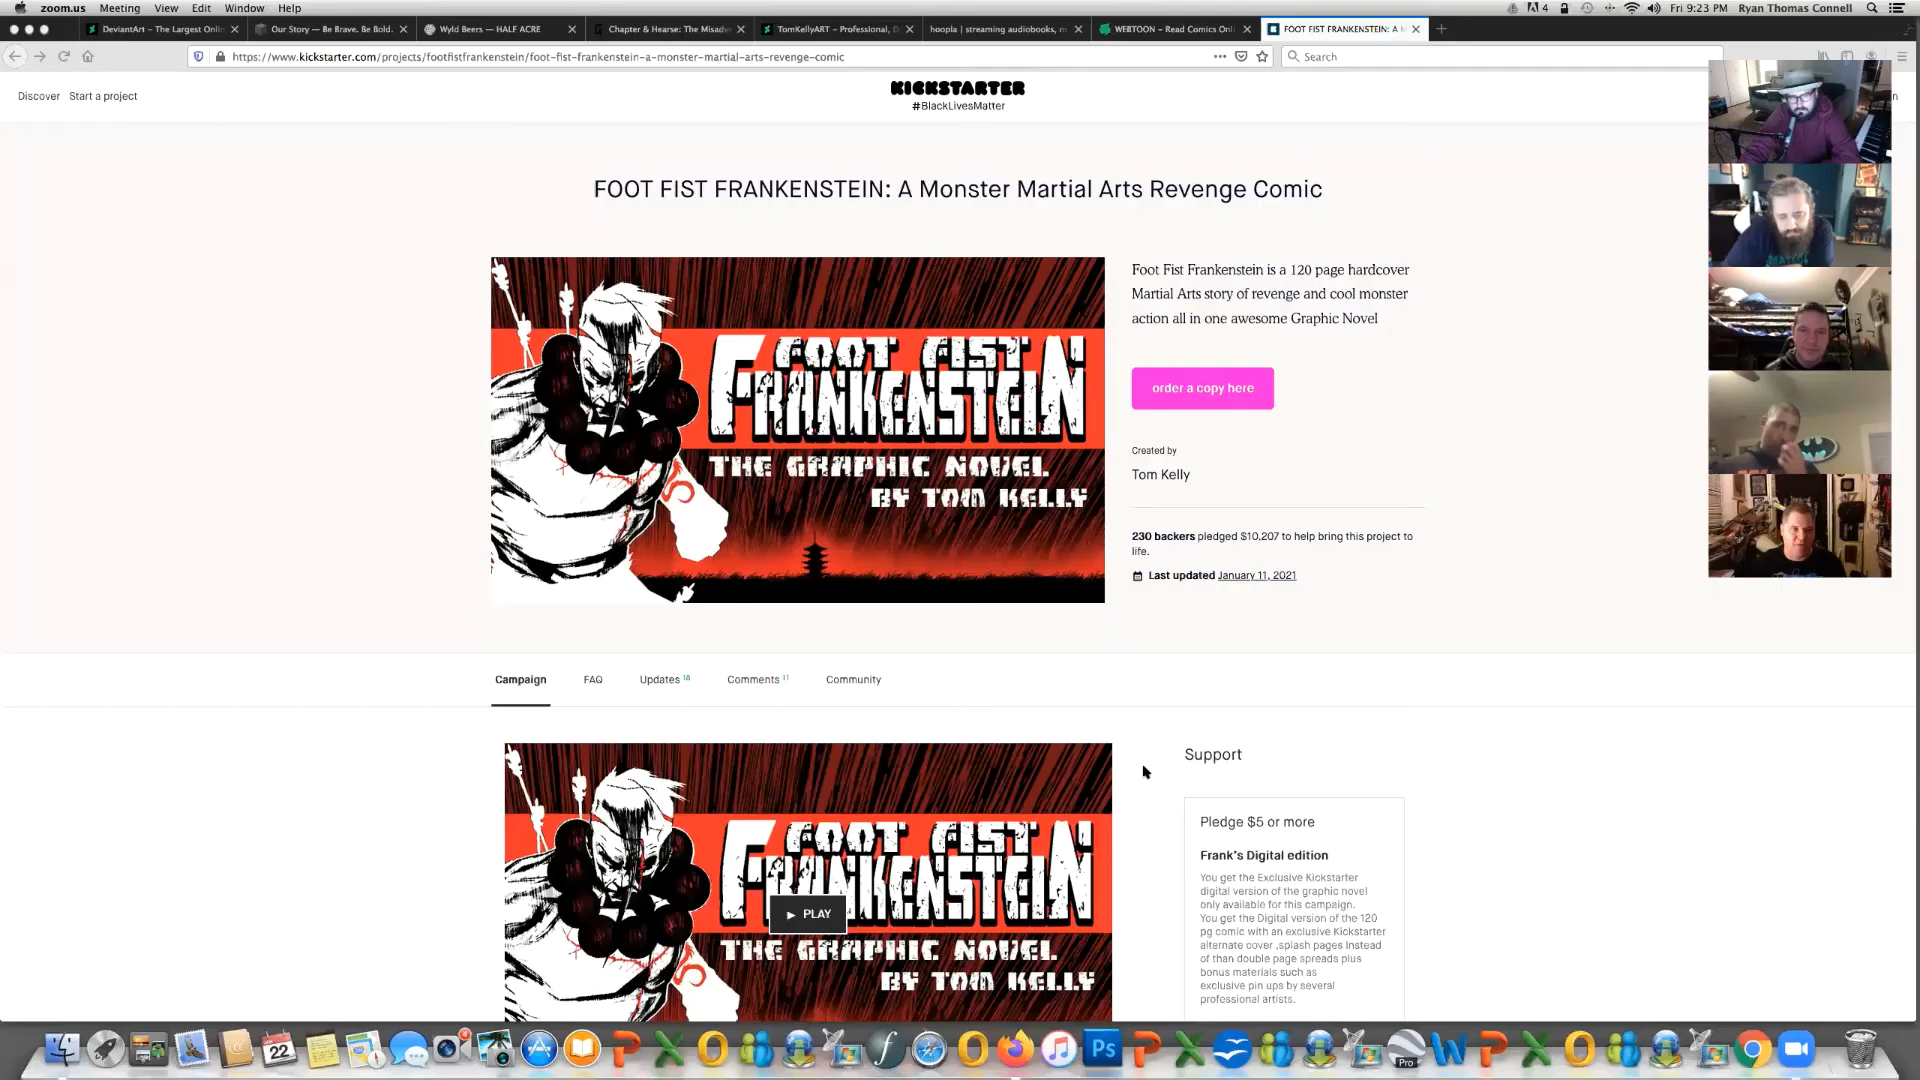 zoom.us Meeting View Edit Window Help
4 Fri 9:23 PM Ryan Thomas Connell
DeviantArt – The Largest Onli
Our Story — Be Brave. Be Bold.
Wyld Beers — HALF ACRE
Chapter & Hearse: The Misadv
TomKellyART - Professional, D
hoopla | streaming audiobooks, m
WEBTOON - Read Comics Onli
FOOT FIST FRANKENSTEIN: A M
https://www.kickstarter.com/projects/footfistfrankenstein/foot-fist-frankenstein-a-monster-martial-arts-revenge-comic
Search
Discover Start a project
KICKSTARTER
#BlackLivesMatter
FOOT FIST FRANKENSTEIN: A Monster Martial Arts Revenge Comic
FOOT FIST
FRANKENSTEIN
THE GRAPHIC NOVEL
BY TOM KELLY
Foot Fist Frankenstein is a 120 page hardcover
Martial Arts story of revenge and cool monster
action all in one awesome Graphic Novel
order a copy here
Created by
Tom Kelly
230 backers pledged $10,207 to help bring this project to
life.
Last updated January 11, 2021
Campaign FAQ Updates 18 Comments 11 Community
FOOT FIST
FRANKENSTEIN
PLAY
THE GRAPHIC NOVEL
BY TOM KELLY
Support
Pledge $5 or more
Frank's Digital edition
You get the Exclusive Kickstarter
digital version of the graphic novel
only available for this campaign.
You get the Digital version of the 120
pg comic with an exclusive Kickstarter
alternate cover ,splash pages Instead
of than double page spreads plus
bonus materials such as
exclusive pin ups by several
professional artists.
22
4
Ps
Pro